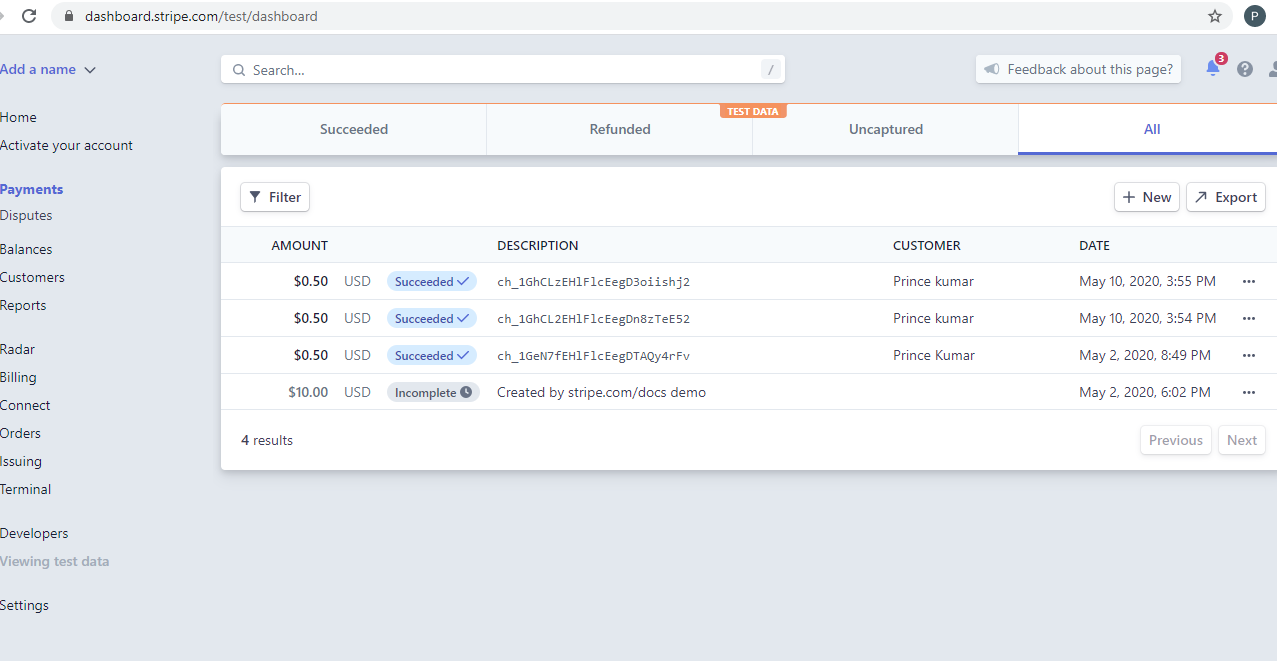 dashboard.stripe.com/test/dashboard
P
Add a name
Search...
/
Feedback about this page?
3
?
Home
Activate your account
Payments
Disputes
Balances
Customers
Reports
Radar
Billing
Connect
Orders
Issuing
Terminal
Developers
Viewing test data
Settings
TEST DATA
Succeeded Refunded Uncaptured All
Filter
New Export
AMOUNT DESCRIPTION CUSTOMER DATE
$0.50 USD Succeeded ch_1GhCLzEHlFlcEegD3oiishj2 Prince kumar May 10, 2020, 3:55 PM
$0.50 USD Succeeded ch_1GhCL2EHlFlcEegDn8zTeE52 Prince kumar May 10, 2020, 3:54 PM
$0.50 USD Succeeded ch_1GeN7fEHlFlcEegDTAQy4rFv Prince Kumar May 2, 2020, 8:49 PM
$10.00 USD Incomplete Created by stripe.com/docs demo May 2, 2020, 6:02 PM
4 results
Previous Next